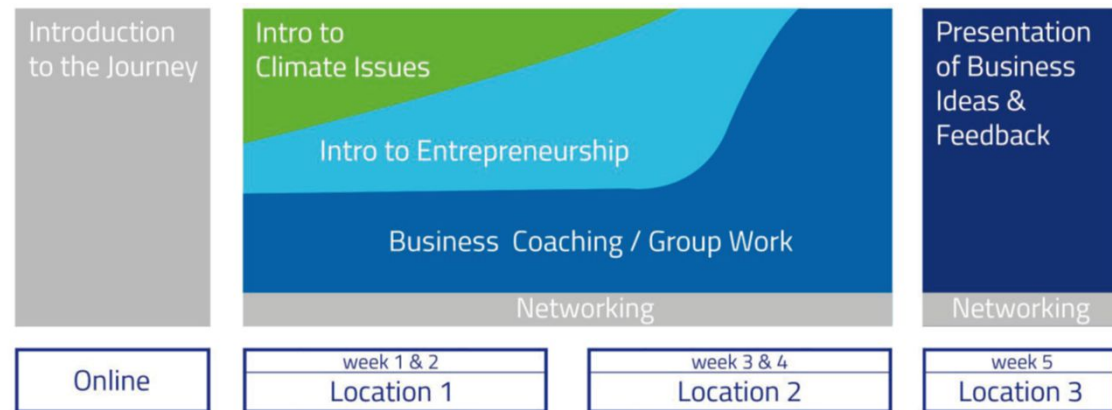 Introduction
to the Journey
Intro to
Climate Issues
Intro to Entrepreneurship
Business Coaching / Group Work
Networking
Presentation
of Business
Ideas &
Feedback
Networking
Online
week 1 & 2
Location 1
week 3 & 4
Location 2
week 5
Location 3